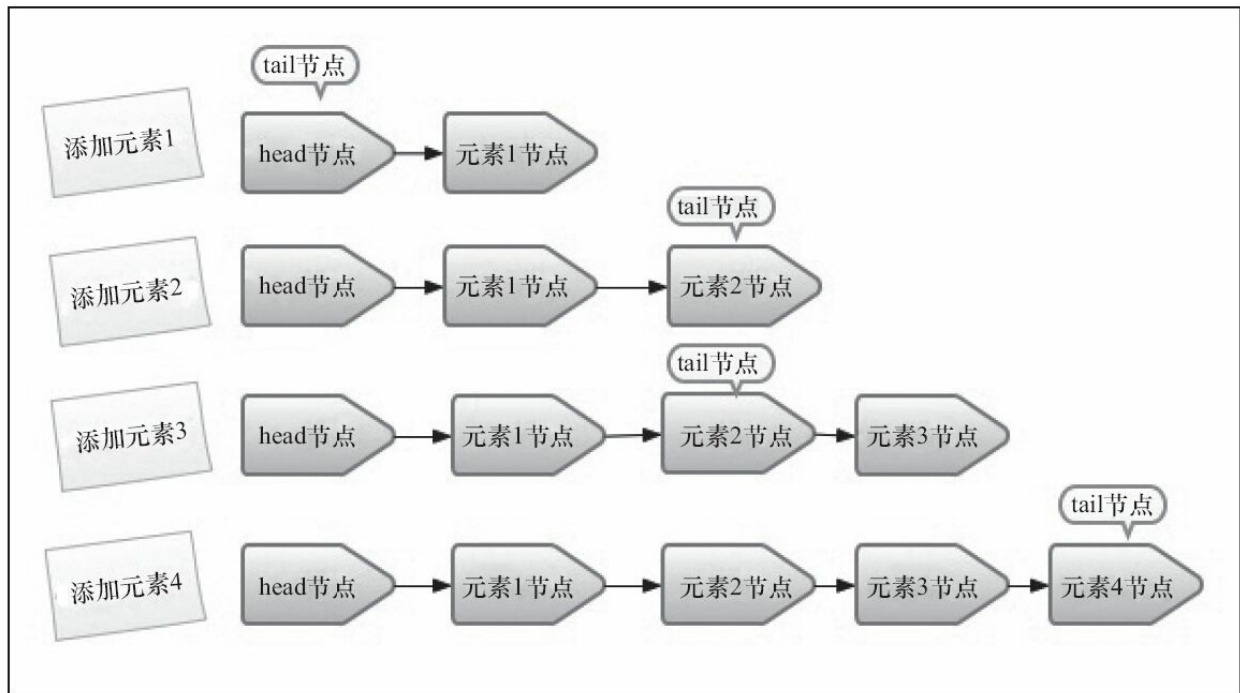 tail节点
添加元素1
head节点
元素1节点
tail节点
添加元素2
head节点
元素1节点
元素2节点
tail节点
添加元素3
head节点
元素1节点
元素2节点
元素3节点
tail节点
添加元素4
head节点
元素1节点
元素2节点
元素3节点
元素4节点